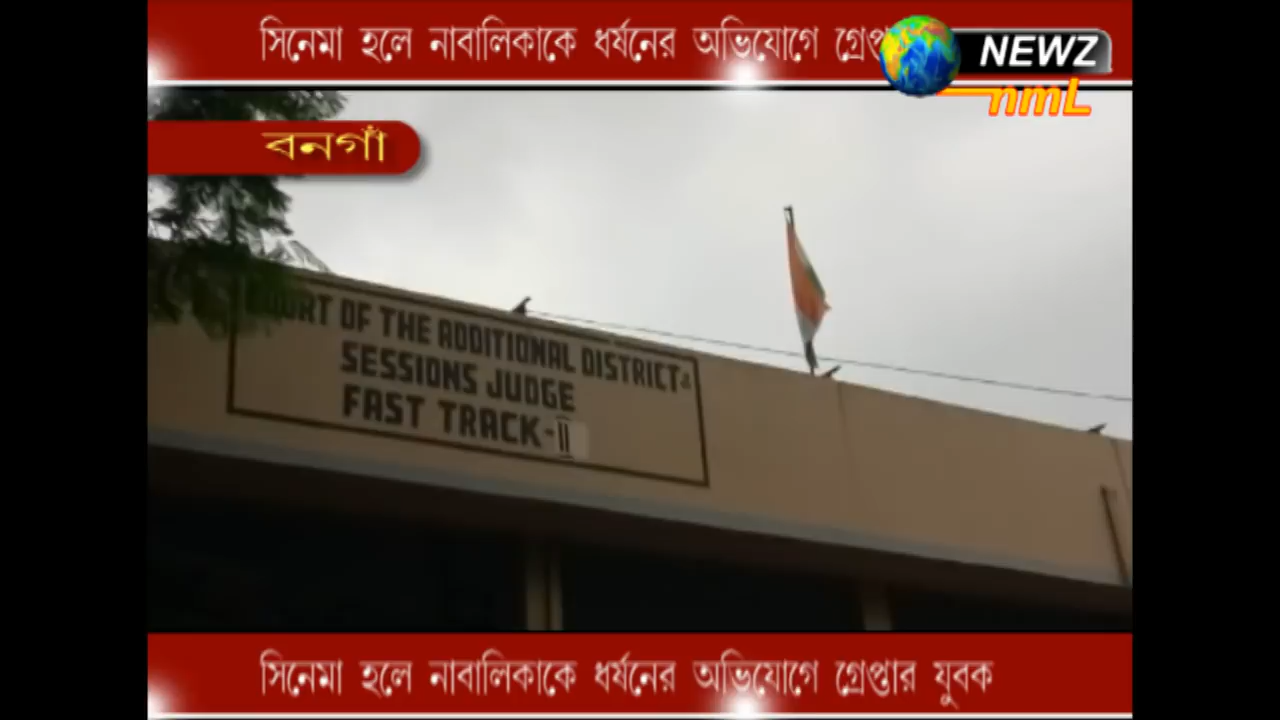 সিনেমা হলে নাবালিকাকে ধর্ষনের অভিযোগে
NEWZ
nmL
বনগাঁ
COURT OF THE ADDITIONAL DISTRICT &
SESSIONS JUDGE
FAST TRACK-II
সিনেমা হলে নাবালিকাকে ধর্ষনের অভিযোগে গ্রেপ্তার যুবক